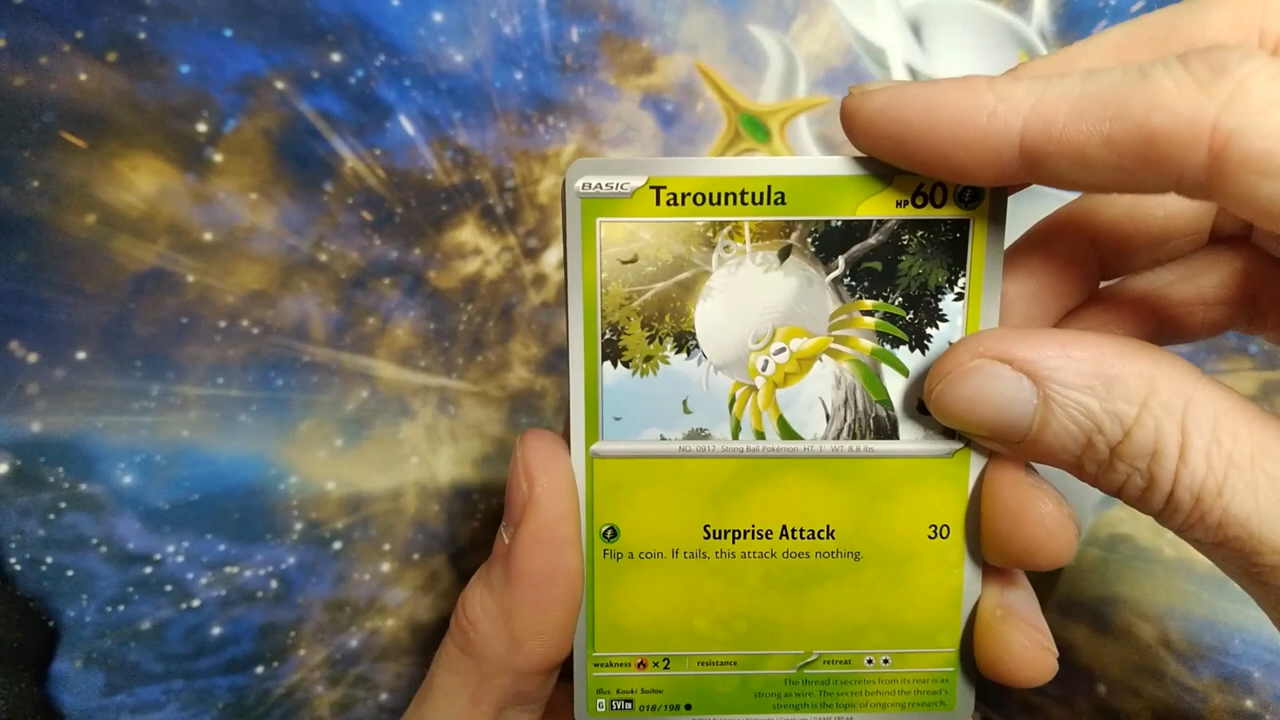 BASIC Tarountula HP 60
NO. 0917 String Ball Pokémon HT 1' WT 8.8 lbs.
Surprise Attack 30
Flip a coin. If tails, this attack does nothing.
weakness ×2 resistance retreat
Illus. Kouki Saitou
G SVI EN 018/198
The thread it secretes from its rear is as
strong as wire. The secret behind the thread's
strength is the topic of ongoing research.